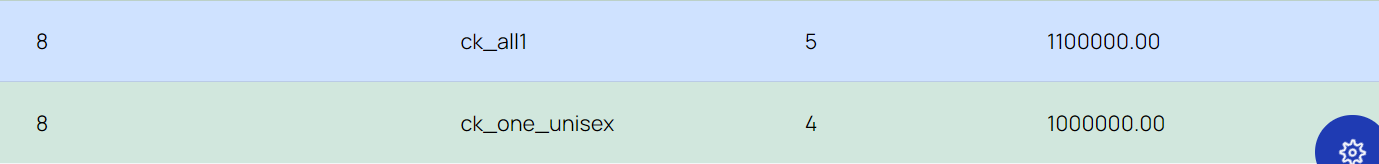 8 ck_all1 5 1100000.00
8 ck_one_unisex 4 1000000.00